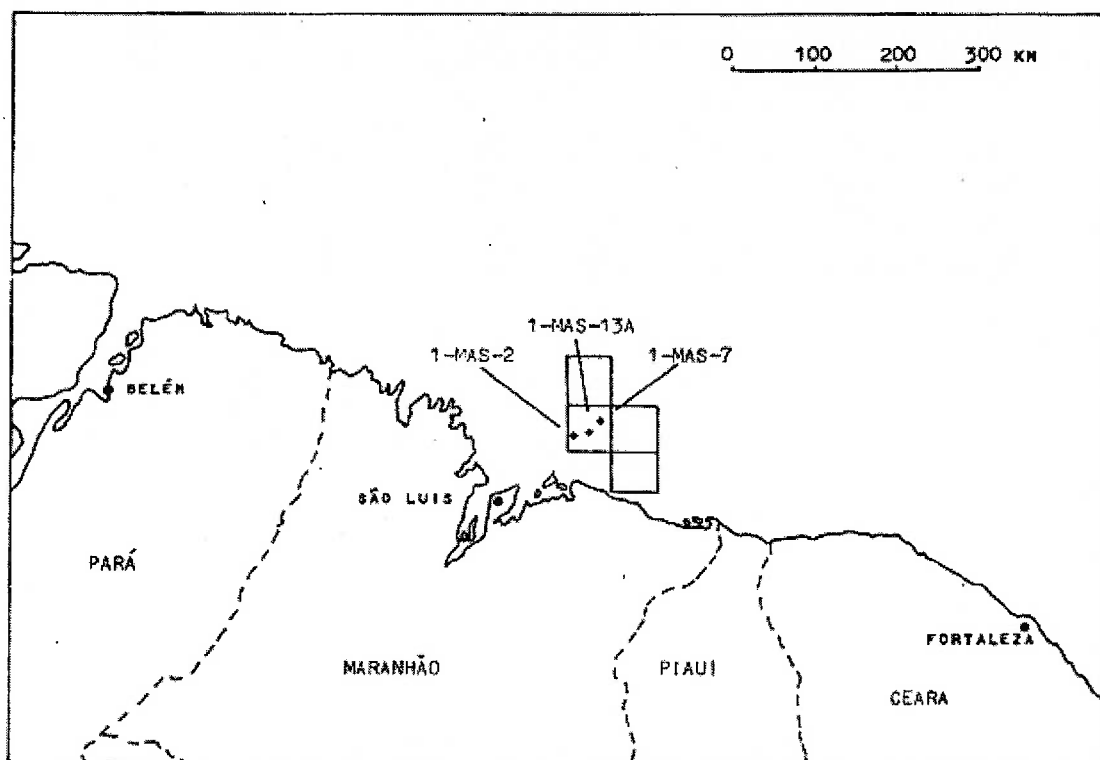 0 100 200 300 KM
1-MAS-13A
1-MAS-2
1-MAS-7
BELÉM
SÃO LUIS
PARÁ
FORTALEZA
MARANHÃO
PIAUI
CEARA